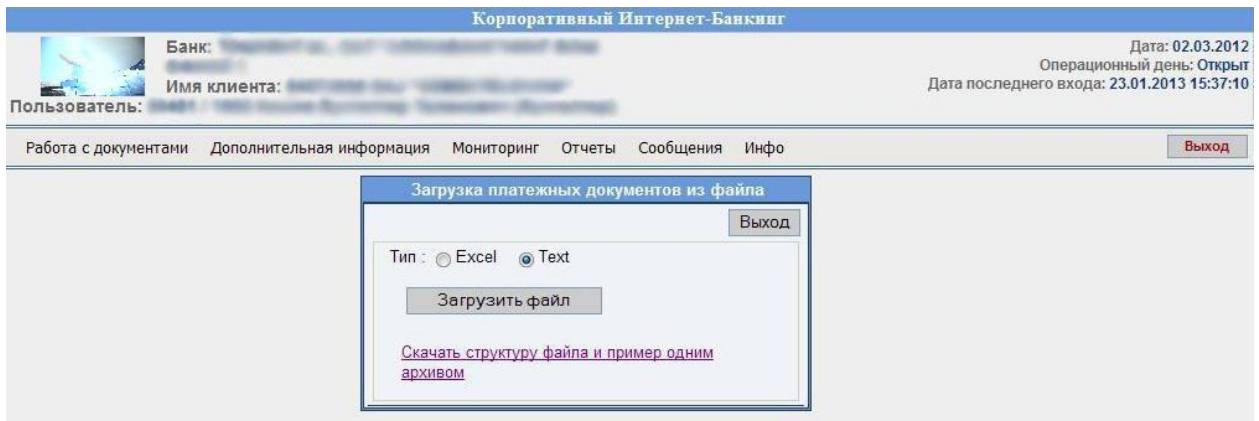 Корпоративный Интернет-Банкинг
Банк:
Имя клиента:
Пользователь:
Дата: 02.03.2012
Операционный день: Открыт
Дата последнего входа: 23.01.2013 15:37:10
Работа с документами Дополнительная информация Мониторинг Отчеты Сообщения Инфо Выход
Загрузка платежных документов из файла
Выход
Тип : Excel Text
Загрузить файл
Скачать структуру файла и пример одним
архивом